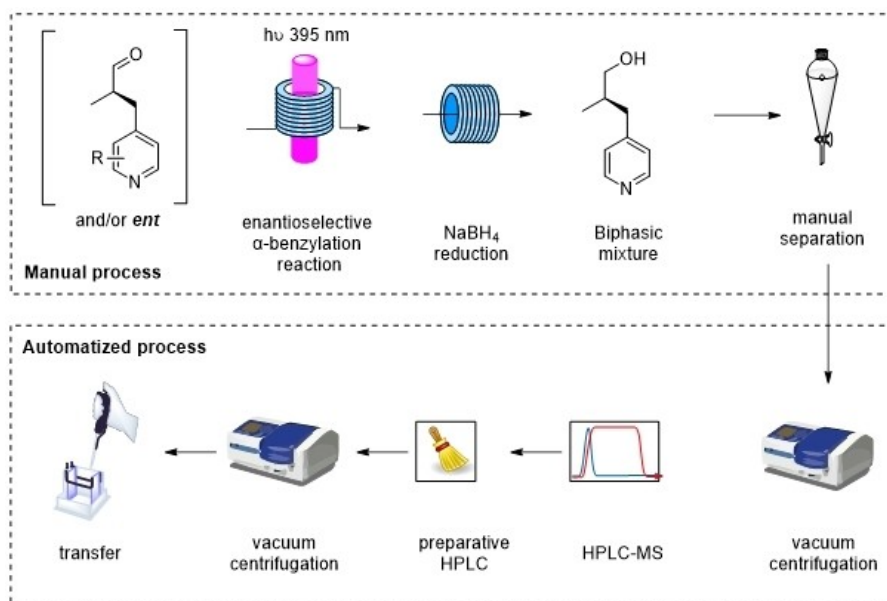 hυ 395 nm
O
R
N
and/or ent
enantioselective
α-benzylation
reaction
NaBH4
reduction
OH
N
Biphasic
mixture
manual
separation
Manual process
Automatized process
transfer
vacuum
centrifugation
preparative
HPLC
HPLC-MS
vacuum
centrifugation